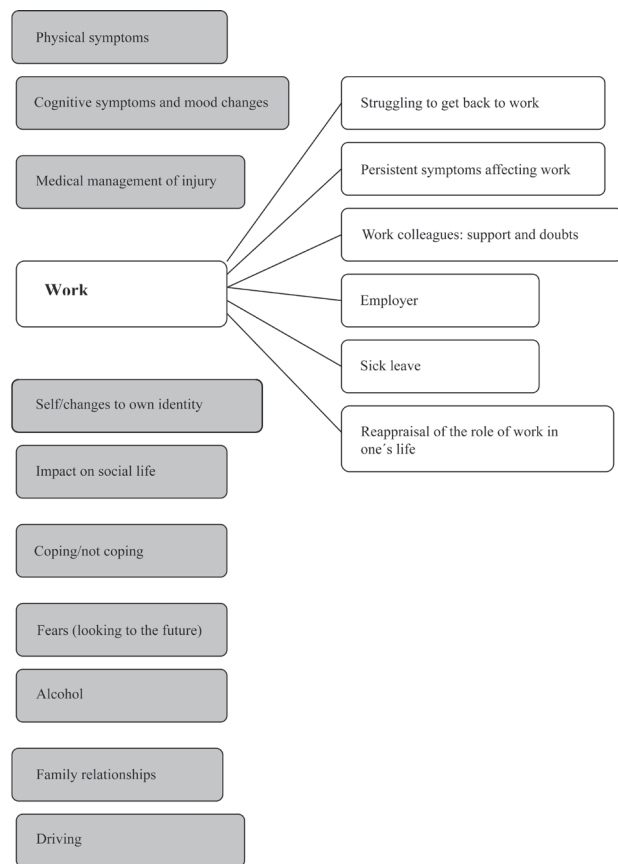 Physical symptoms
Cognitive symptoms and mood changes
Medical management of injury
Work
Self/changes to own identity
Impact on social life
Coping/not coping
Fears (looking to the future)
Alcohol
Family relationships
Driving
Struggling to get back to work
Persistent symptoms affecting work
Work colleagues: support and doubts
Employer
Sick leave
Reappraisal of the role of work in
one´s life